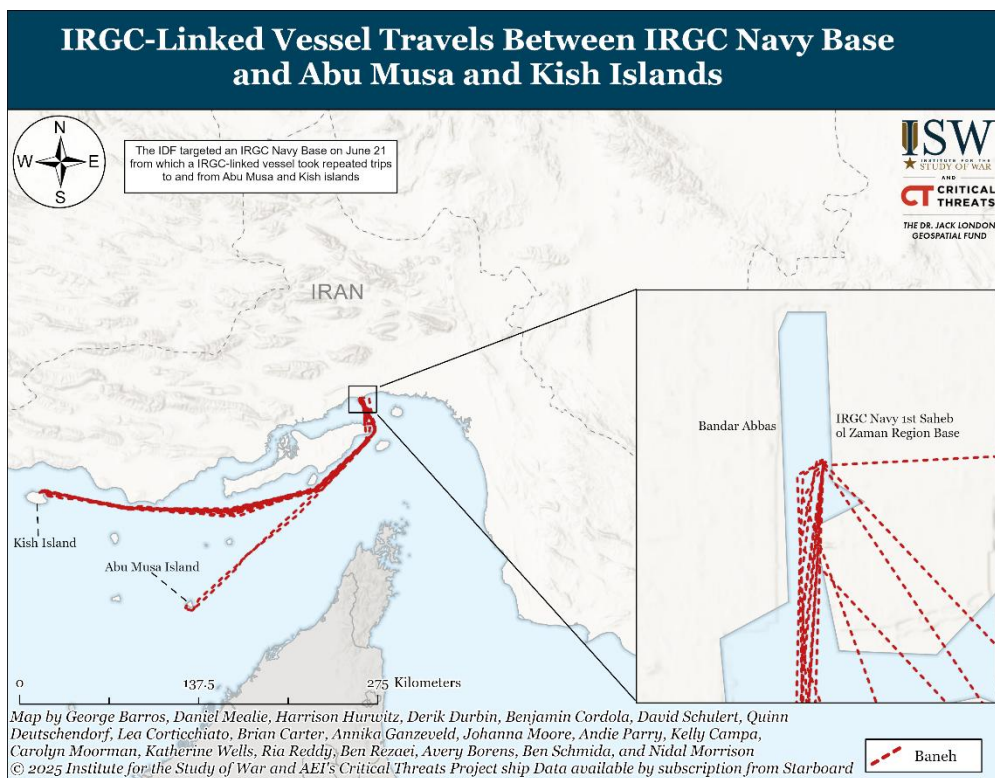 IRGC-Linked Vessel Travels Between IRGC Navy Base
and Abu Musa and Kish Islands
N
W E
S
The IDF targeted an IRGC Navy Base on June 21
from which a IRGC-linked vessel took repeated trips
to and from Abu Musa and Kish islands
ISW
INSTITUTE FOR THE
STUDY OF WAR
AND
CT CRITICAL
THREATS
THE DR. JACK LONDON
GEOSPATIAL FUND
IRAN
Bandar Abbas
IRGC Navy 1st Saheb
ol Zaman Region Base
Kish Island
Abu Musa Island
0 137.5 275 Kilometers
Map by George Barros, Daniel Mealie, Harrison Hurwitz, Derik Durbin, Benjamin Cordola, David Schulert, Quinn
Deutschendorf, Lea Corticchiato, Brian Carter, Annika Ganzeveld, Johanna Moore, Andie Parry, Kelly Campa,
Carolyn Moorman, Katherine Wells, Ria Reddy, Ben Rezaei, Avery Borens, Ben Schmida, and Nidal Morrison
© 2025 Institute for the Study of War and AEI's Critical Threats Project ship Data available by subscription from Starboard
Baneh